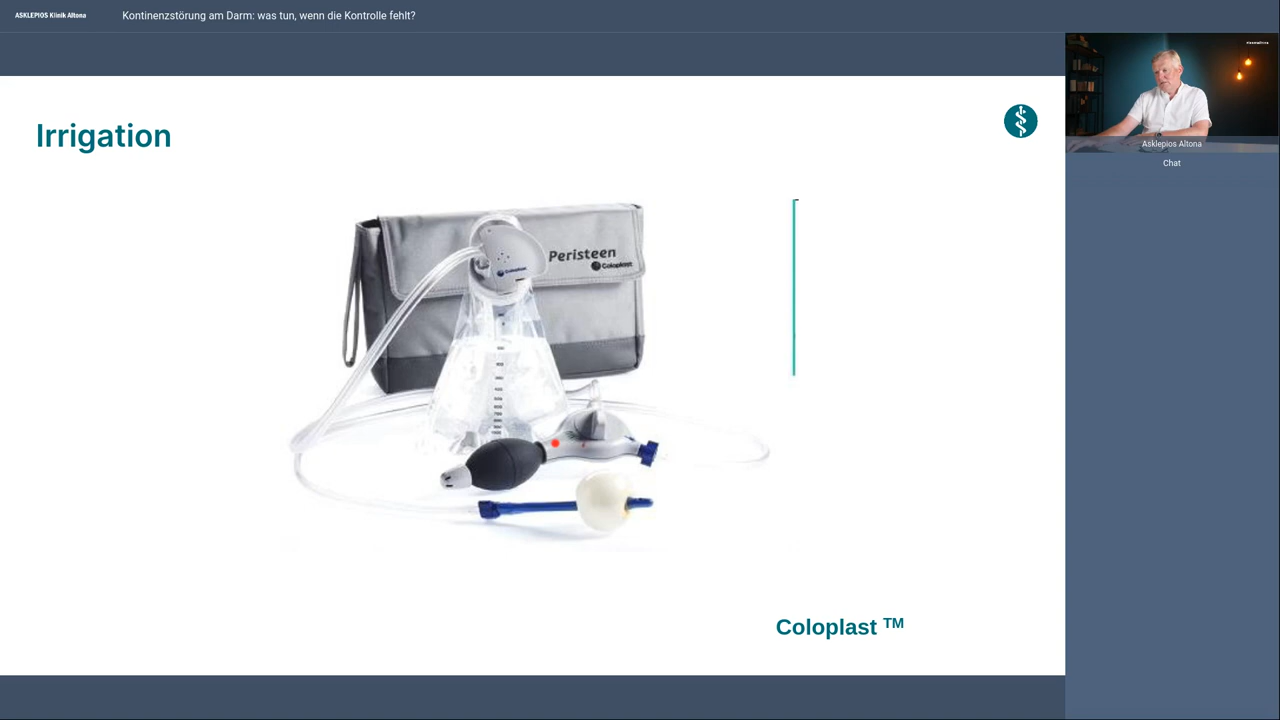 ASKLEPIOS Klinik Altona
Kontinenzstörung am Darm: was tun, wenn die Kontrolle fehlt?
Irrigation
Peristeen
Coloplast
Coloplast
Coloplast TM
Asklepios Altona
Chat